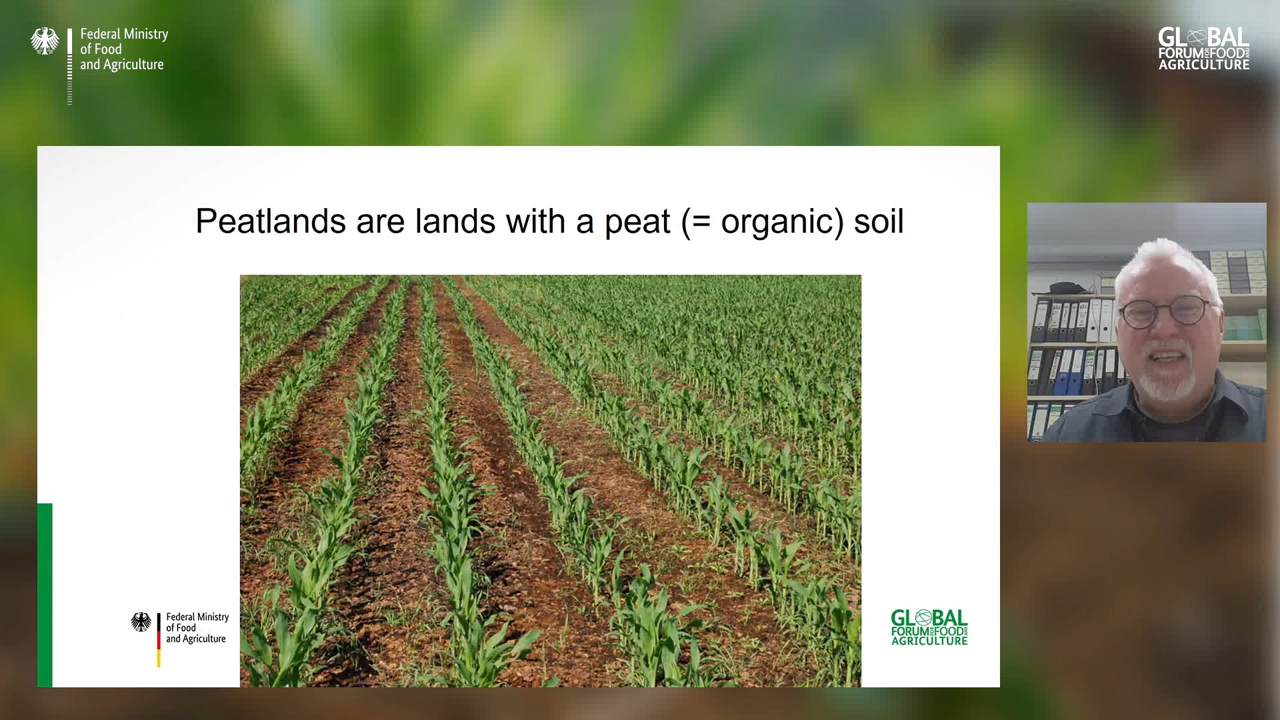 Federal Ministry
of Food
and Agriculture
GLOBAL
FORUM FOR FOOD AND
AGRICULTURE
Peatlands are lands with a peat (= organic) soil
Federal Ministry
of Food
and Agriculture
GLOBAL
FORUM FOR FOOD AND
AGRICULTURE